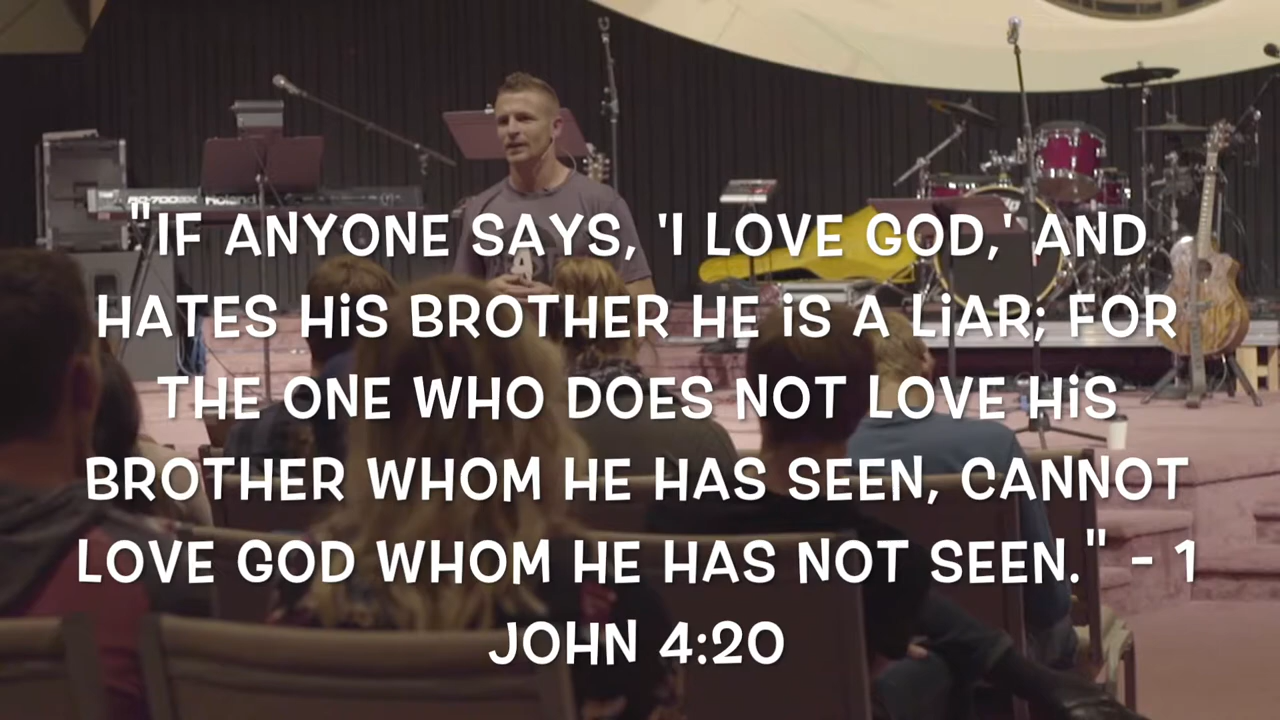 Roland
"IF ANYONE SAYS, 'I LOVE GOD,' AND
HATES HiS BROTHER HE iS A LiAR; FOR
THE ONE WHO DOES NOT LOVE HiS
BROTHER WHOM HE HAS SEEN, CANNOT
LOVE GOD WHOM HE HAS NOT SEEN." - 1
JOHN 4:20